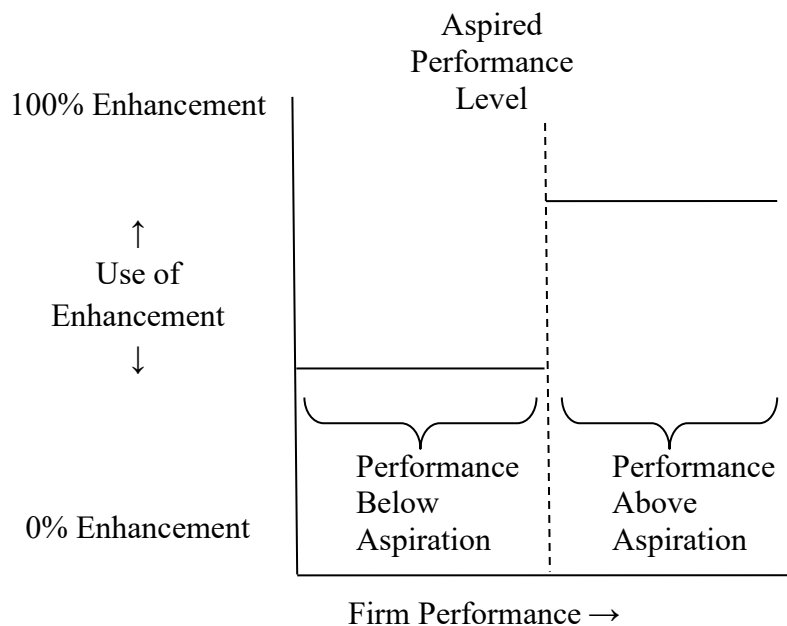 Aspired
Performance
Level
100% Enhancement
↑
Use of
Enhancement
↓
Performance
Below
Aspiration
Performance
Above
Aspiration
0% Enhancement
Firm Performance →